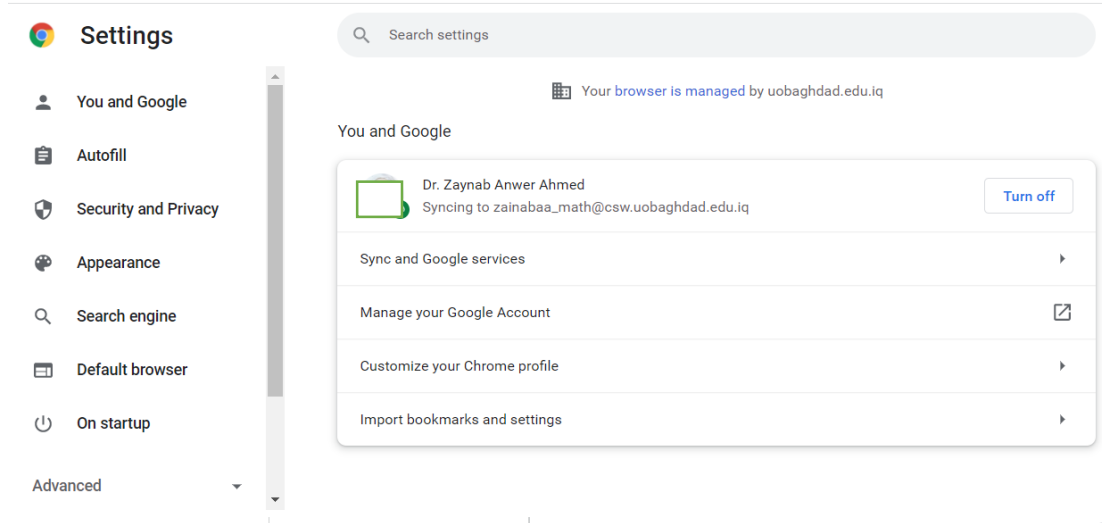 Settings
Search settings
You and Google
Autofill
Security and Privacy
Appearance
Search engine
Default browser
On startup
Advanced
Your browser is managed by uobaghdad.edu.iq
You and Google
Dr. Zaynab Anwer Ahmed
Syncing to zainabaa_math@csw.uobaghdad.edu.iq
Turn off
Sync and Google services
Manage your Google Account
Customize your Chrome profile
Import bookmarks and settings